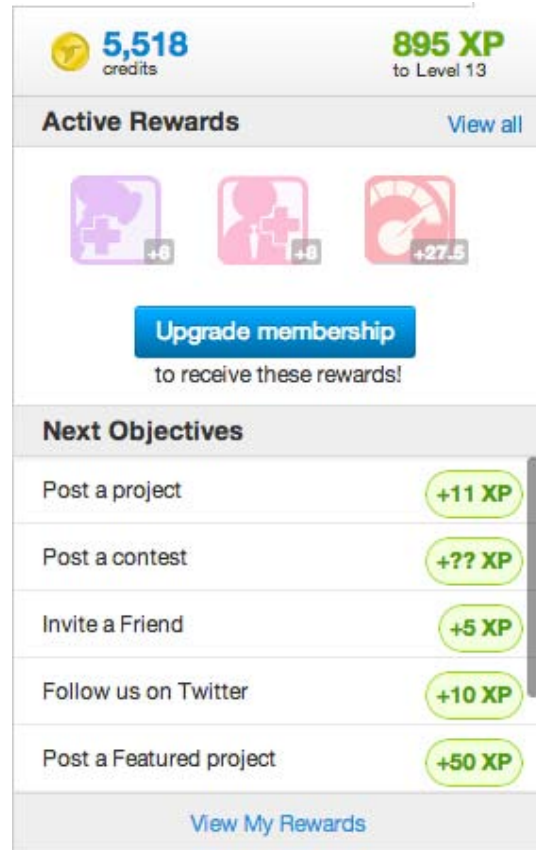 5,518
credits
895 XP
to Level 13
Active Rewards
View all
+6
+8
+27.5
Upgrade membership
to receive these rewards!
Next Objectives
Post a project
+11 XP
Post a contest
+?? XP
Invite a Friend
+5 XP
Follow us on Twitter
+10 XP
Post a Featured project
+50 XP
View My Rewards